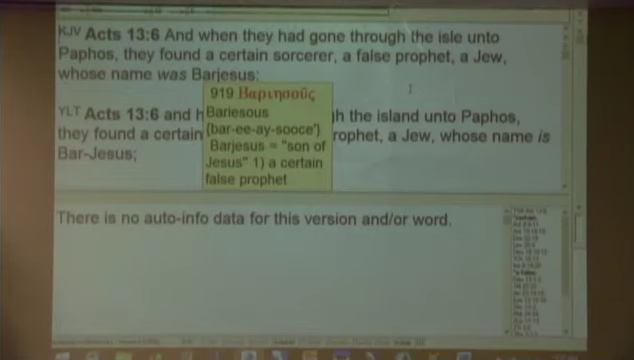 KJV Acts 13:6 And when they had gone through the isle unto
Paphos, they found a certain sorcerer, a false prophet, a Jew,
whose name was Barjesus:
919 Βαριησοῦς
Bariesous
{bar-ee-ay-sooce'}
Barjesus = "son of
Jesus" 1) a certain
false prophet
YLT Acts 13:6 and h gh the island unto Paphos,
they found a certain rophet, a Jew, whose name is
Bar-Jesus;
There is no auto-info data for this version and/or word.